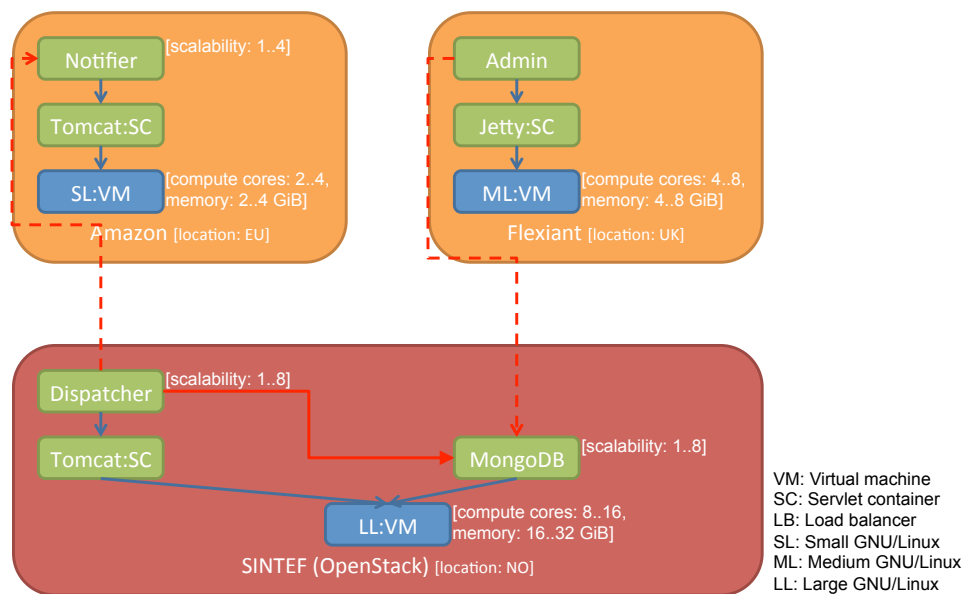 Notifier
[scalability: 1..4]
Tomcat:SC
SL:VM
[compute cores: 2..4,
memory: 2..4 GiB]
Amazon [location: EU]
Admin
Jetty:SC
ML:VM
[compute cores: 4..8,
memory: 4..8 GiB]
Flexiant [location: UK]
Dispatcher
[scalability: 1..8]
Tomcat:SC
MongoDB
[scalability: 1..8]
LL:VM
[compute cores: 8..16,
memory: 16..32 GiB]
SINTEF (OpenStack) [location: NO]
VM: Virtual machine
SC: Servlet container
LB: Load balancer
SL: Small GNU/Linux
ML: Medium GNU/Linux
LL: Large GNU/Linux